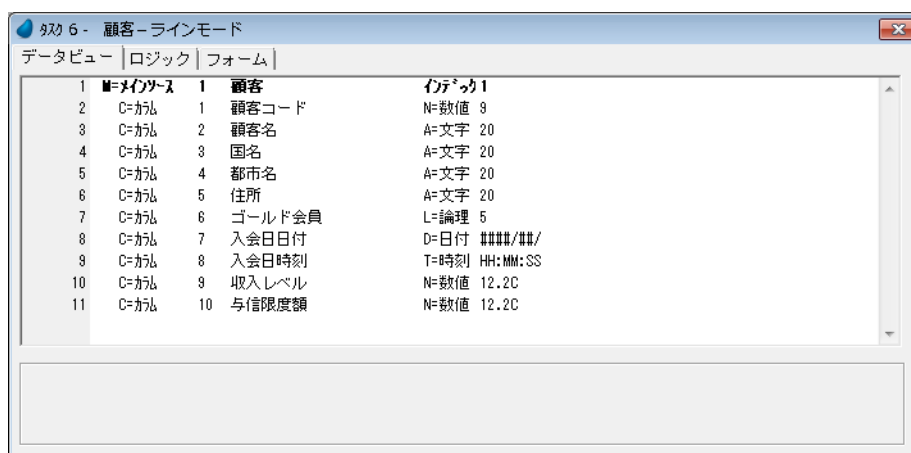 ﾀｽｸ 6 - 顧客－ラインモード
データビュー ロジック フォーム
1 M=ﾒｲﾝｿｰｽ 1 顧客 ｲﾝﾃﾞｯｸ 1
2 C=ｶﾗﾑ 1 顧客コード N=数値 9
3 C=ｶﾗﾑ 2 顧客名 A=文字 20
4 C=ｶﾗﾑ 3 国名 A=文字 20
5 C=ｶﾗﾑ 4 都市名 A=文字 20
6 C=ｶﾗﾑ 5 住所 A=文字 20
7 C=ｶﾗﾑ 6 ゴールド会員 L=論理 5
8 C=ｶﾗﾑ 7 入会日日付 D=日付 ####/##/
9 C=ｶﾗﾑ 8 入会日時刻 T=時刻 HH:MM:SS
10 C=ｶﾗﾑ 9 収入レベル N=数値 12.2C
11 C=ｶﾗﾑ 10 与信限度額 N=数値 12.2C